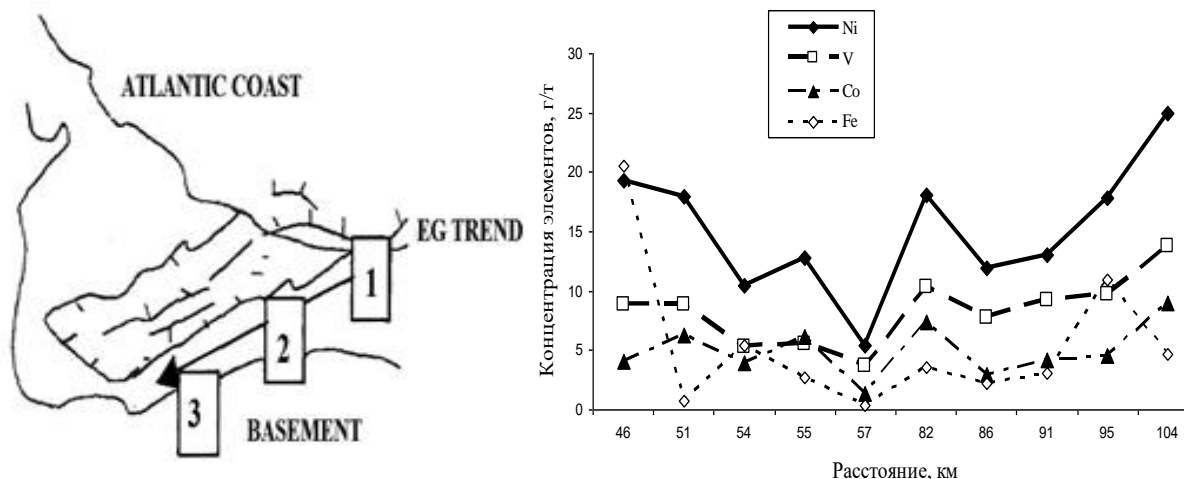 ATLANTIC COAST
EG TREND
1
2
3
BASEMENT
Ni
V
Co
Fe
Концентрация элементов, г/т
30
25
20
15
10
5
0
46 51 54 55 57 82 86 91 95 104
Расстояние, км